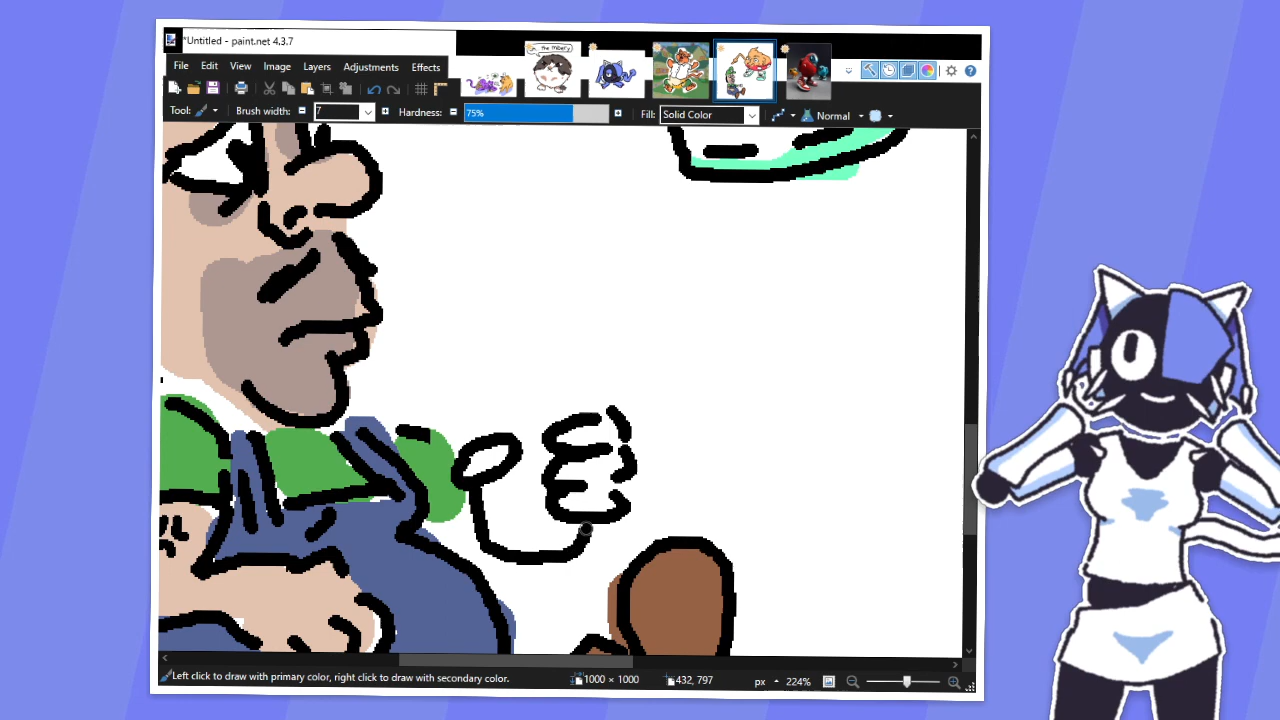 *Untitled - paint.net 4.3.7
File Edit View Image Layers Adjustments Effects
Tool: Brush width: 7 Hardness: 75% Fill: Solid Color Normal
Left click to draw with primary color, right click to draw with secondary color. 1000 × 1000 432, 797 px 224%